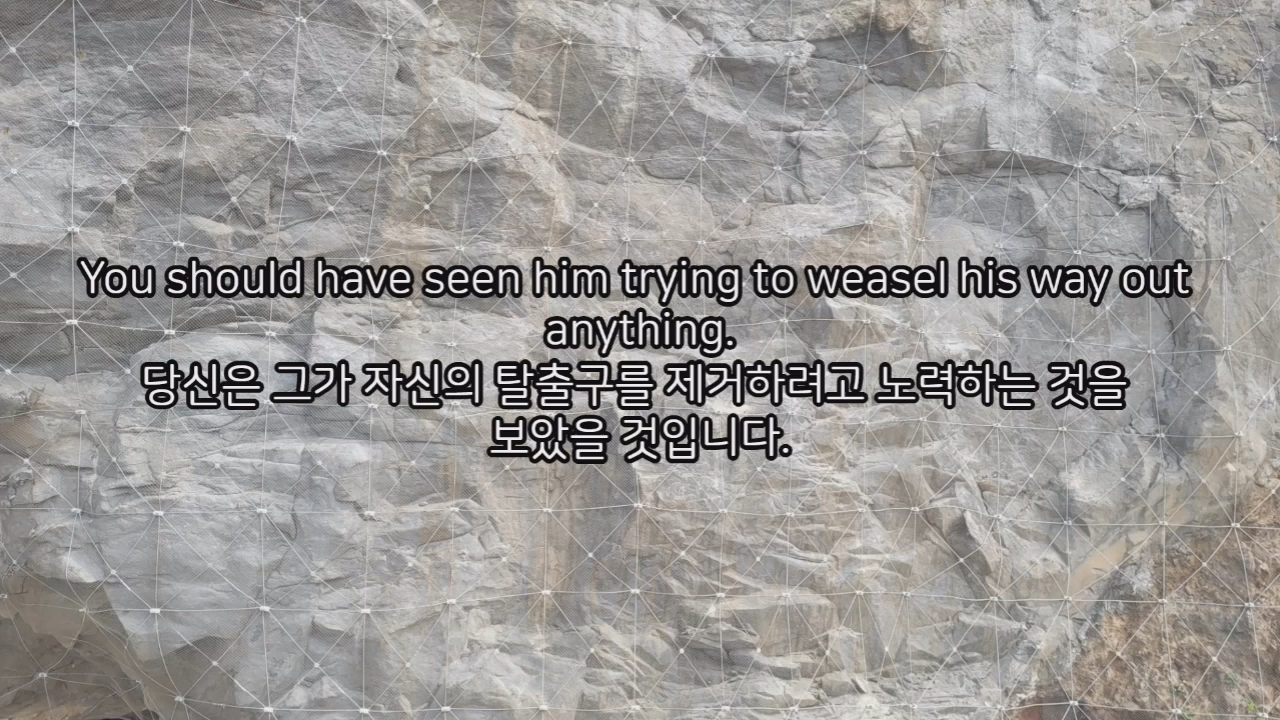 You should have seen him trying to weasel his way out
anything.
당신은 그가 자신의 탈출구를 제거하려고 노력하는 것을
보았을 것입니다.